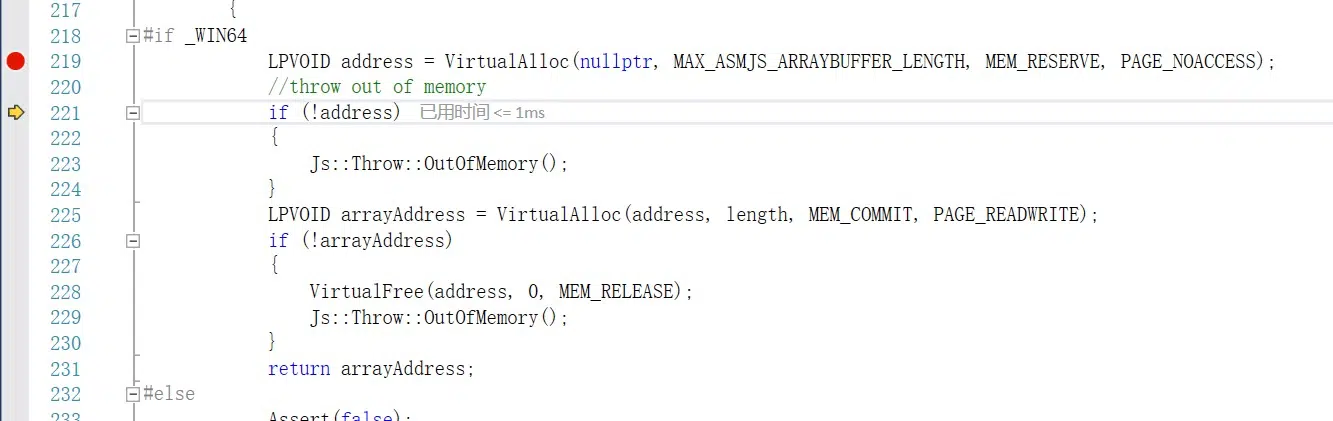 217 {
218 #if _WIN64
219 LPVOID address = VirtualAlloc(nullptr, MAX_ASMJS_ARRAYBUFFER_LENGTH, MEM_RESERVE, PAGE_NOACCESS);
220 //throw out of memory
221 if (!address) 已用时间 <= 1ms
222 {
223 Js::Throw::OutOfMemory();
224 }
225 LPVOID arrayAddress = VirtualAlloc(address, length, MEM_COMMIT, PAGE_READWRITE);
226 if (!arrayAddress)
227 {
228 VirtualFree(address, 0, MEM_RELEASE);
229 Js::Throw::OutOfMemory();
230 }
231 return arrayAddress;
232 #else
233 Assert(false);